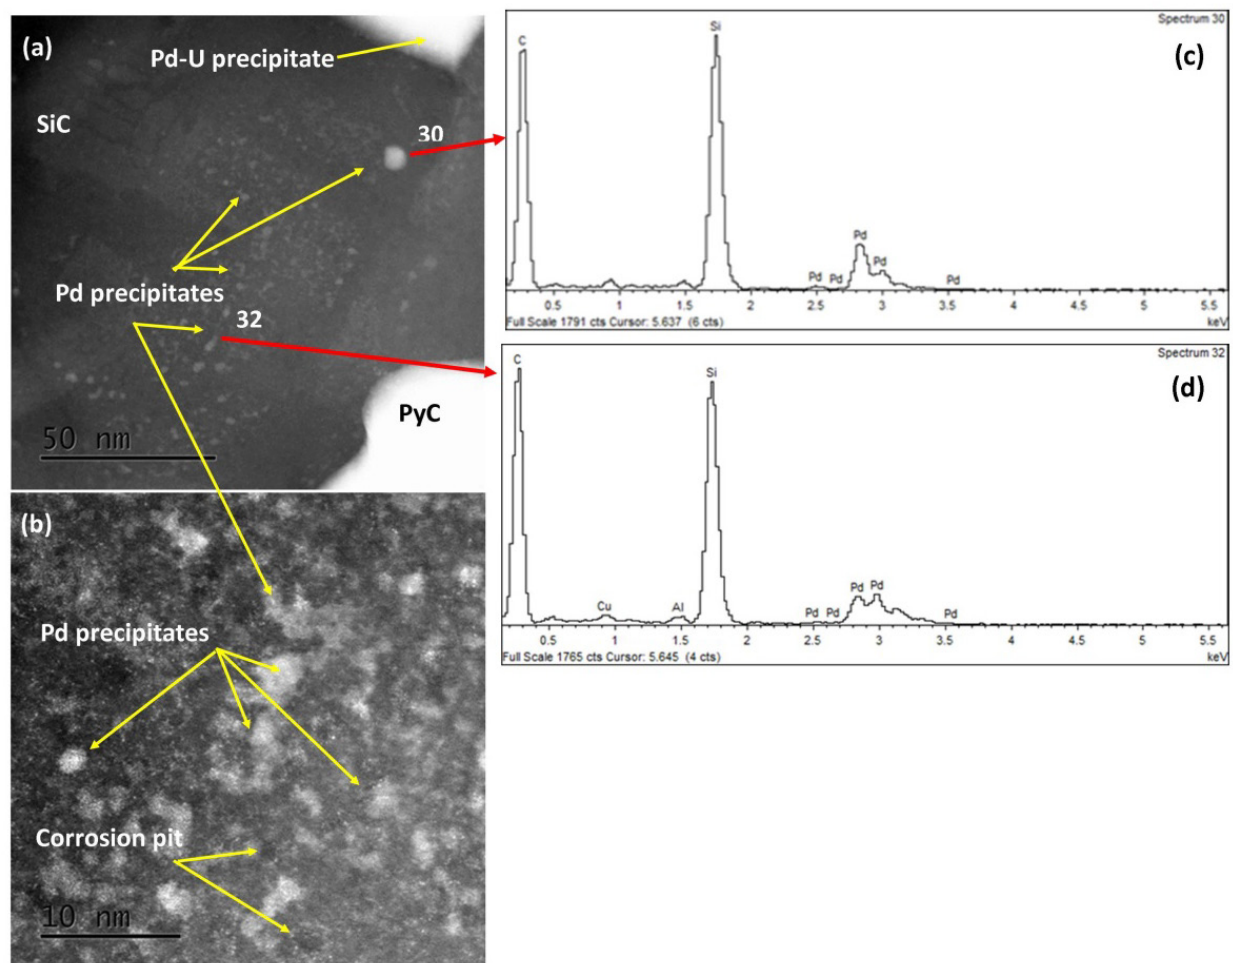 (a)
Pd-U precipitate
SiC
30
Pd precipitates
32
PyC
50 nm
(b)
Pd precipitates
Corrosion pit
10 nm
Spectrum 30
(c)
C
Si
Pd
Pd
Pd
Pd
Pd
0.5 1 1.5 2 2.5 3 3.5 4 4.5 5 5.5
Full Scale 1791 cts Cursor: 5.637 (6 cts) keV
Spectrum 32
(d)
C
Si
Cu
Al
Pd
Pd
Pd
Pd
Pd
0.5 1 1.5 2 2.5 3 3.5 4 4.5 5 5.5
Full Scale 1765 cts Cursor: 5.645 (4 cts) keV